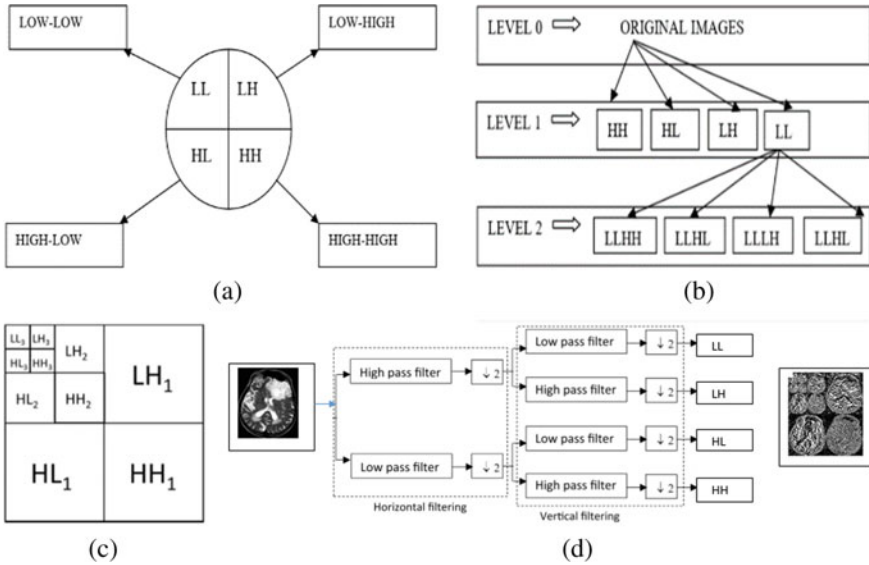 LOW-LOW
LOW-HIGH
LL LH
HL HH
HIGH-LOW
HIGH-HIGH
(a)
LEVEL 0 ORIGINAL IMAGES
LEVEL 1 HH HL LH LL
LEVEL 2 LLHH LLHL LLLH LLHL
(b)
LL3 LH3
HL3 HH3
LH2
HL2 HH2
LH1
HL1 HH1
(c)
High pass filter ↓ 2
Low pass filter ↓ 2
Horizontal filtering
Low pass filter ↓ 2 LL
High pass filter ↓ 2 LH
Low pass filter ↓ 2 HL
High pass filter ↓ 2 HH
Vertical filtering
(d)